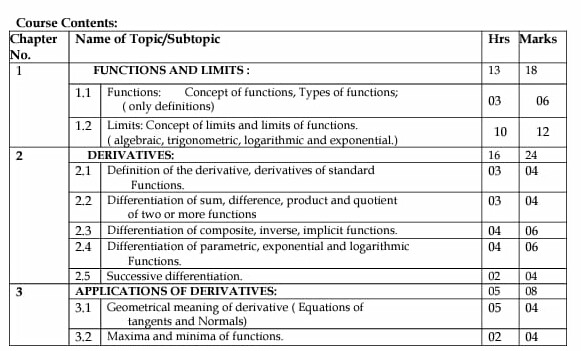 Course Contents:
Chapter No. Name of Topic/Subtopic Hrs Marks
1 FUNCTIONS AND LIMITS : 13 18
1.1 Functions: Concept of functions, Types of functions;
( only definitions) 03 06
1.2 Limits: Concept of limits and limits of functions.
( algebraic, trigonometric, logarithmic and exponential.) 10 12
2 DERIVATIVES: 16 24
2.1 Definition of the derivative, derivatives of standard 03 04
Functions.
2.2 Differentiation of sum, difference, product and quotient 03 04
of two or more functions
2.3 Differentiation of composite, inverse, implicit functions. 04 06
2.4 Differentiation of parametric, exponential and logarithmic 04 06
Functions.
2.5 Successive differentiation. 02 04
3 APPLICATIONS OF DERIVATIVES: 05 08
3.1 Geometrical meaning of derivative ( Equations of 05 04
tangents and Normals)
3.2 Maxima and minima of functions. 02 04